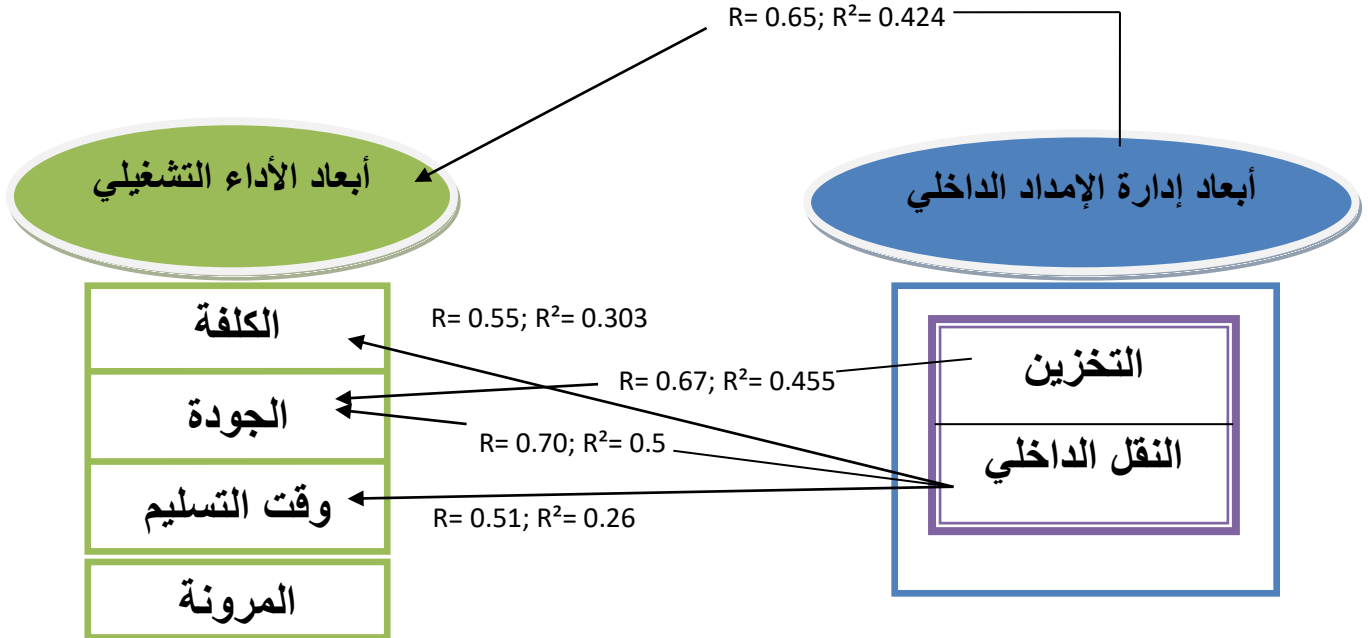 R= 0.65; R²= 0.424
أبعاد إدارة الإمداد الداخلي
أبعاد الأداء التشغيلي
التخزين
النقل الداخلي
R= 0.55; R²= 0.303
R= 0.67; R²= 0.455
R= 0.70; R²= 0.5
R= 0.51; R²= 0.26
الكلفة
الجودة
وقت التسليم
المرونة